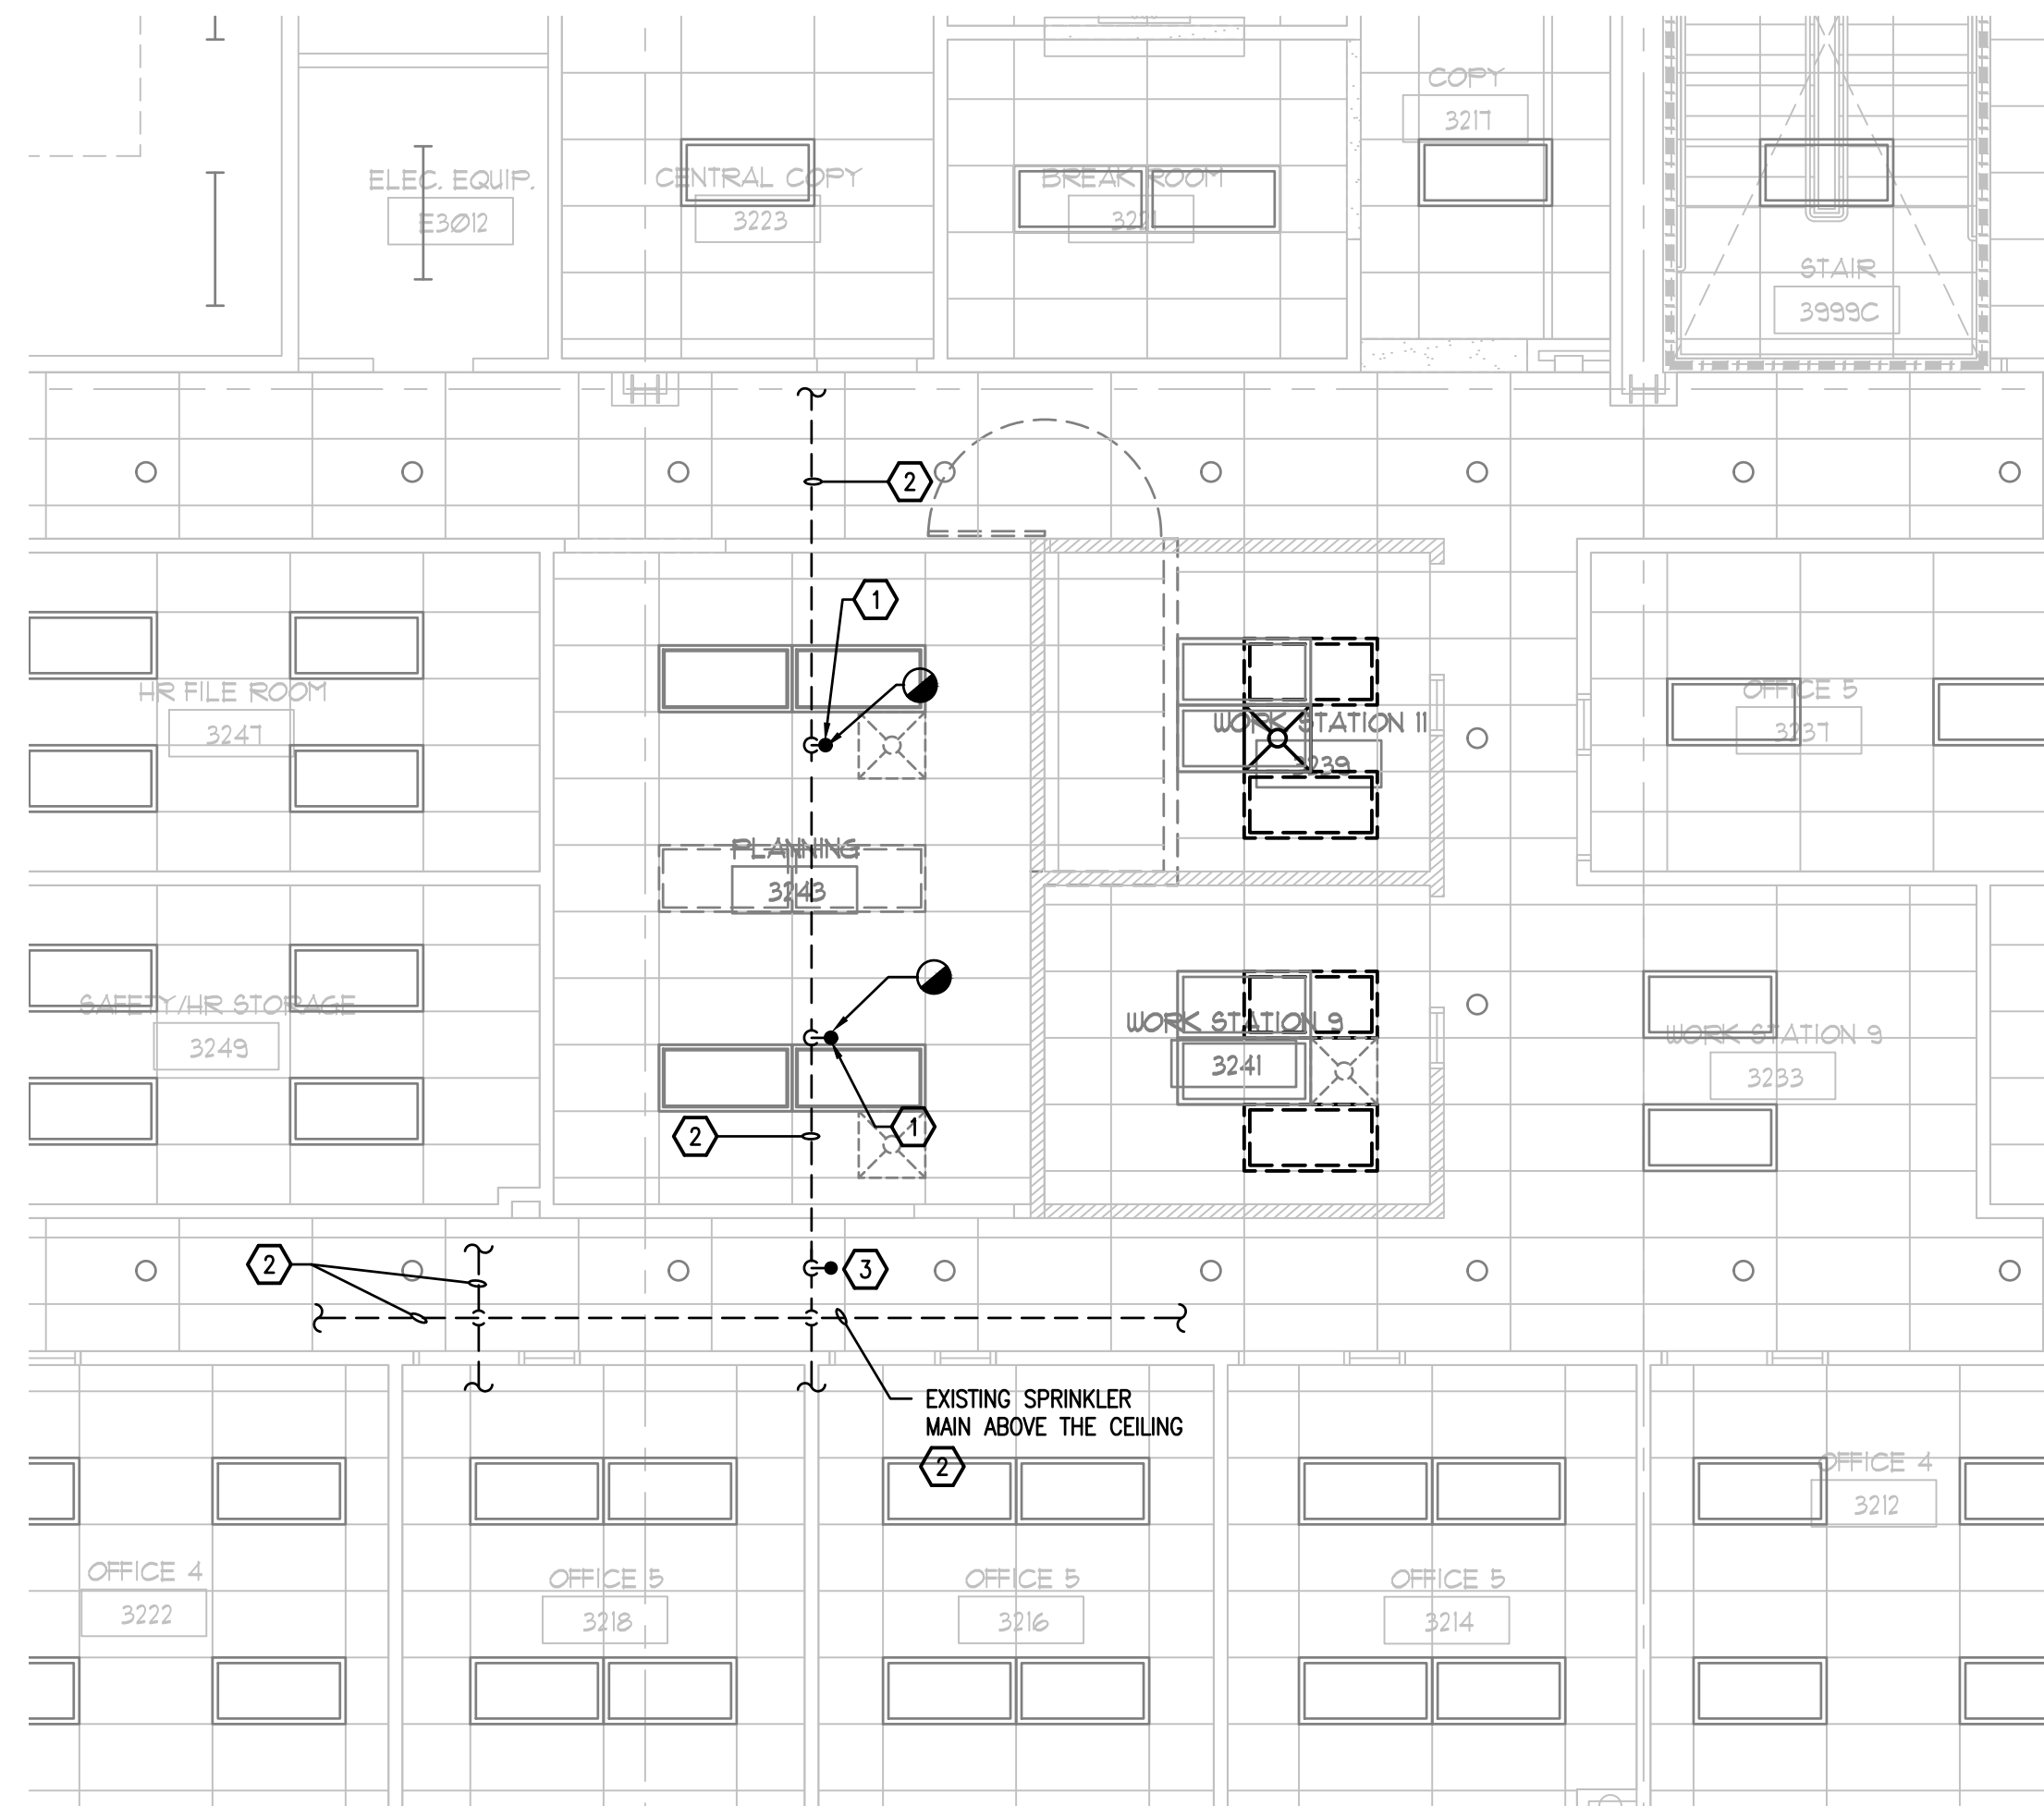 COPY
3217
ELEC. EQUIP.
E3012
CENTRAL COPY
3223
BREAK ROOM
3221
STAIR
3999C
2
1
HR FILE ROOM
3247
WORK STATION 11
3239
OFFICE 5
3237
PLANNING
3243
SAFETY/HR STORAGE
3249
WORK STATION 9
3241
WORK STATION 9
3233
2
1
2
3
EXISTING SPRINKLER
MAIN ABOVE THE CEILING
2
OFFICE 4
3212
OFFICE 4
3222
OFFICE 5
3218
OFFICE 5
3216
OFFICE 5
3214